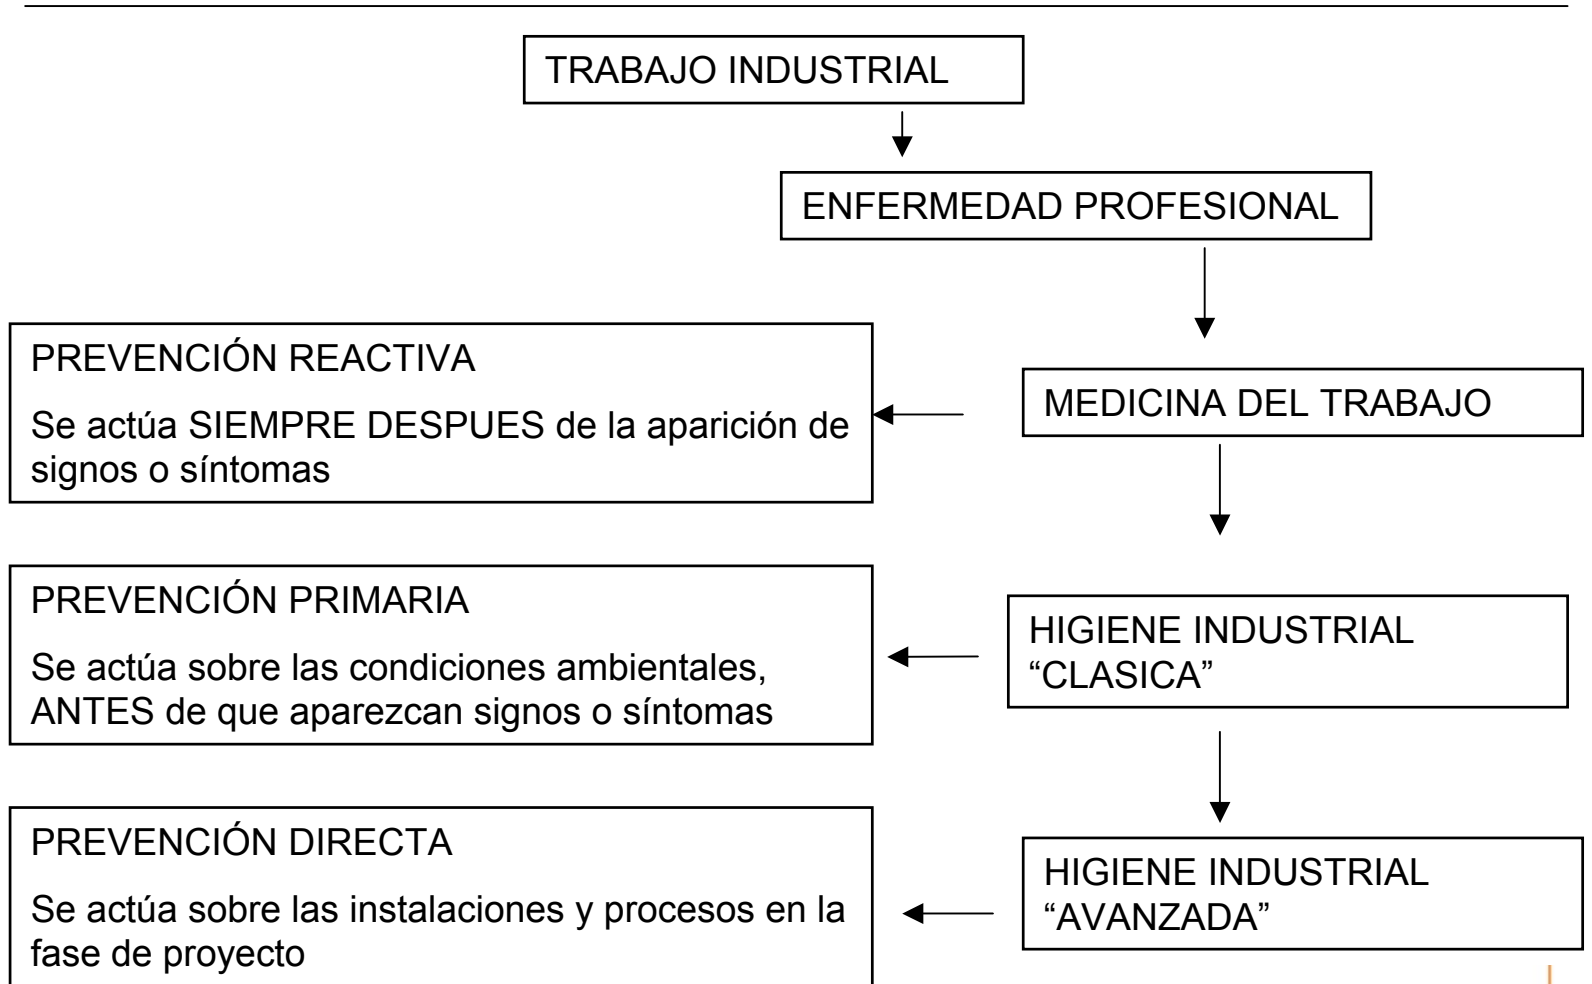 TRABAJO INDUSTRIAL
ENFERMEDAD PROFESIONAL
PREVENCIÓN REACTIVA
Se actúa SIEMPRE DESPUES de la aparición de
signos o síntomas
MEDICINA DEL TRABAJO
PREVENCIÓN PRIMARIA
Se actúa sobre las condiciones ambientales,
ANTES de que aparezcan signos o síntomas
HIGIENE INDUSTRIAL
“CLASICA”
PREVENCIÓN DIRECTA
Se actúa sobre las instalaciones y procesos en la
fase de proyecto
HIGIENE INDUSTRIAL
“AVANZADA”